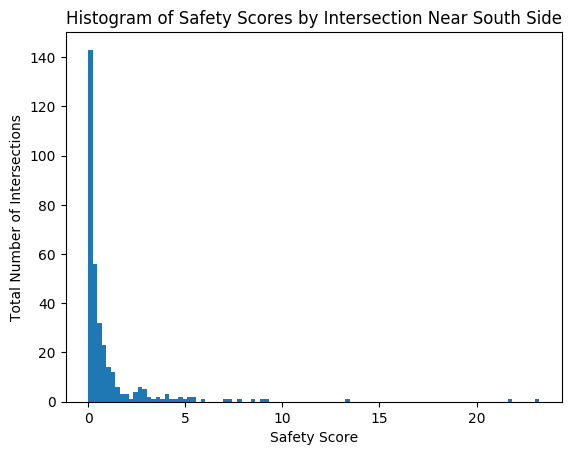 Histogram of Safety Scores by Intersection Near South Side
140
120
100
80
60
40
20
0
Total Number of Intersections
0 5 10 15 20
Safety Score